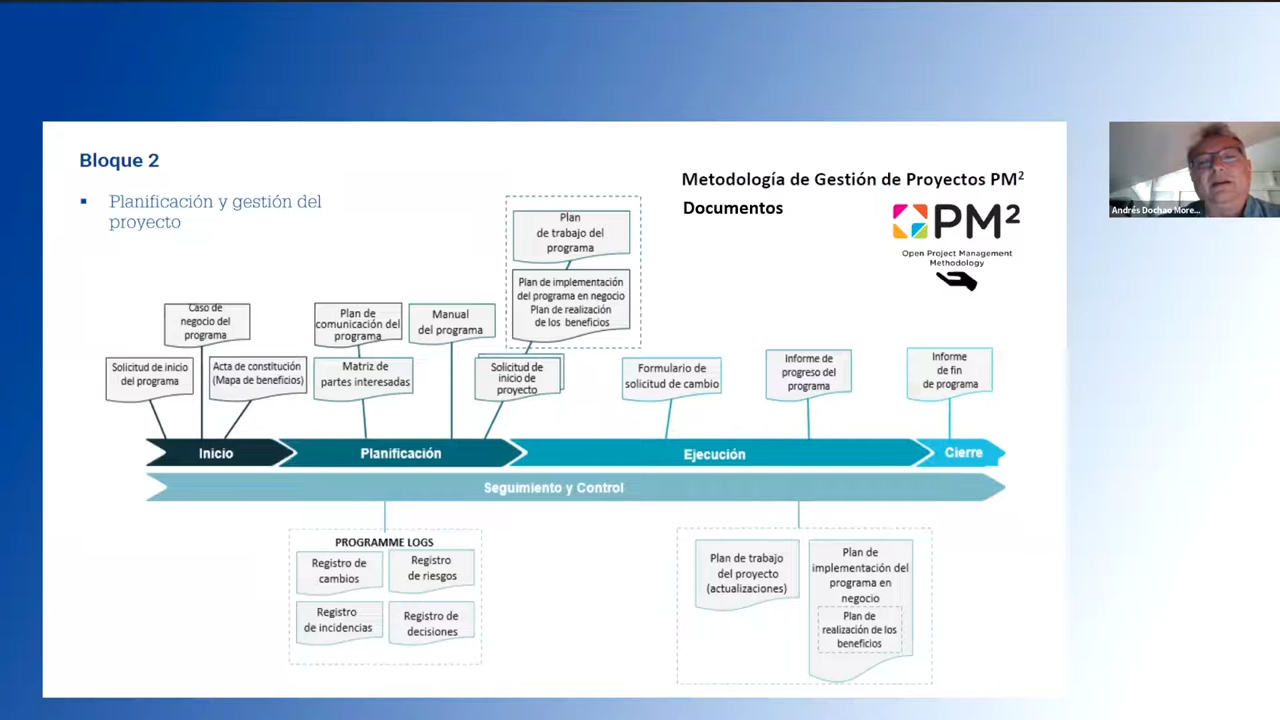 Bloque 2
▪ Planificación y gestión del
proyecto
Metodología de Gestión de Proyectos PM²
Documentos
PM²
Open Project Management
Methodology
Andrés Dochao More...
Plan
de trabajo del
programa
Plan de implementación
del programa en negocio
Plan de realización
de los beneficios
Caso de
negocio del
programa
Solicitud de inicio
del programa
Acta de constitución
(Mapa de beneficios)
Plan de
comunicación del
programa
Matriz de
partes interesadas
Manual
del programa
Solicitud de
inicio de
proyecto
Formulario de
solicitud de cambio
Informe de
progreso del
programa
Informe
de fin
de programa
Inicio
Planificación
Ejecución
Cierre
Seguimiento y Control
PROGRAMME LOGS
Registro de
cambios
Registro
de riesgos
Registro
de incidencias
Registro de
decisiones
Plan de trabajo
del proyecto
(actualizaciones)
Plan de
implementación del
programa en
negocio
Plan de
realización de los
beneficios